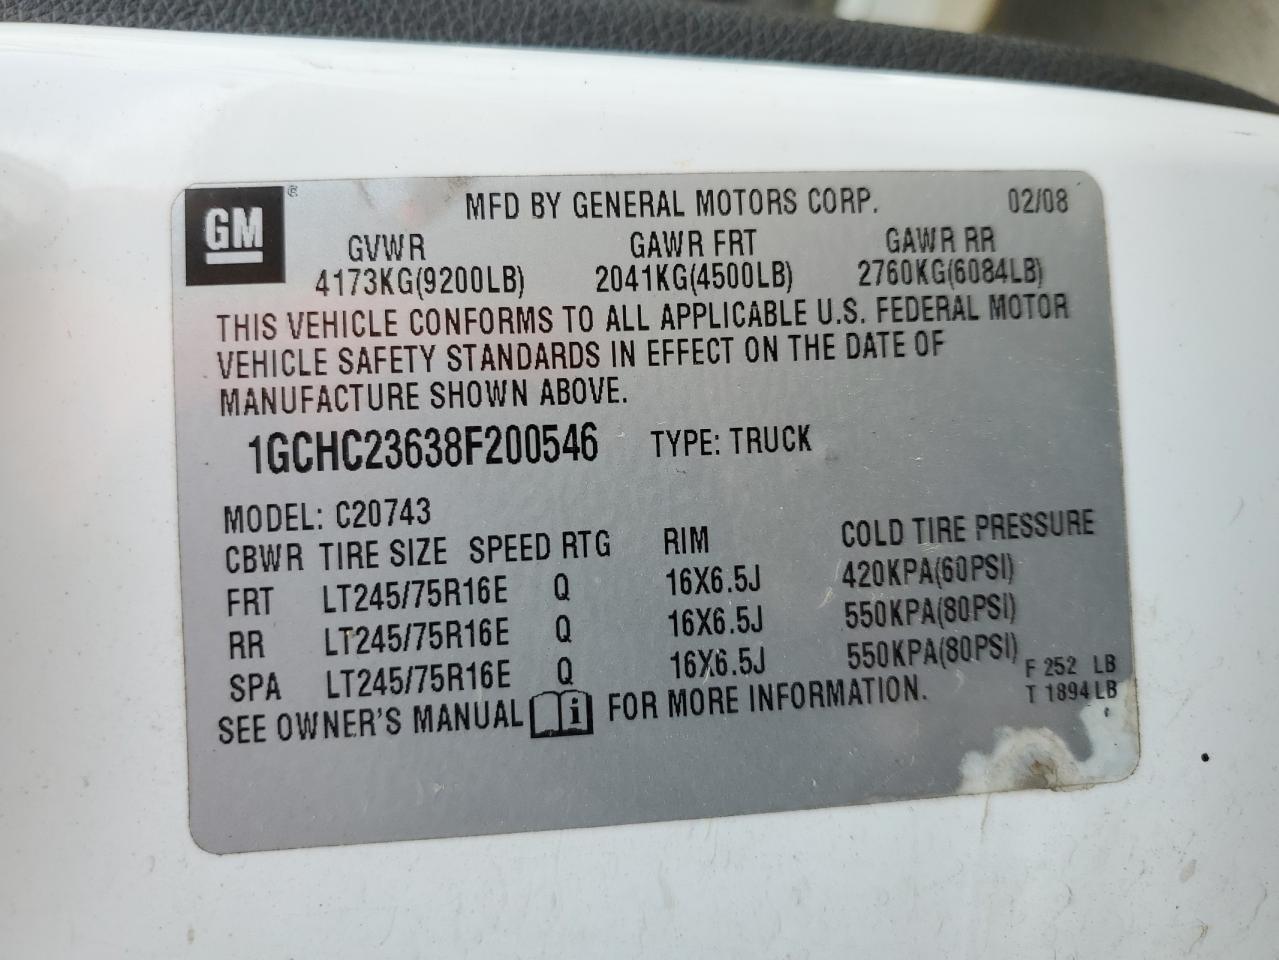 GM ® MFD BY GENERAL MOTORS CORP. 02/08
GVWR GAWR FRT GAWR RR
4173KG(9200LB) 2041KG(4500LB) 2760KG(6084LB)
THIS VEHICLE CONFORMS TO ALL APPLICABLE U.S. FEDERAL MOTOR
VEHICLE SAFETY STANDARDS IN EFFECT ON THE DATE OF
MANUFACTURE SHOWN ABOVE.
1GCHC23638F200546 TYPE: TRUCK
MODEL: C20743
CBWR TIRE SIZE SPEED RTG RIM COLD TIRE PRESSURE
FRT LT245/75R16E Q 16X6.5J 420KPA(60PSI)
RR LT245/75R16E Q 16X6.5J 550KPA(80PSI)
SPA LT245/75R16E Q 16X6.5J 550KPA(80PSI)
SEE OWNER'S MANUAL i FOR MORE INFORMATION.
F 252 LB
T 1894 LB